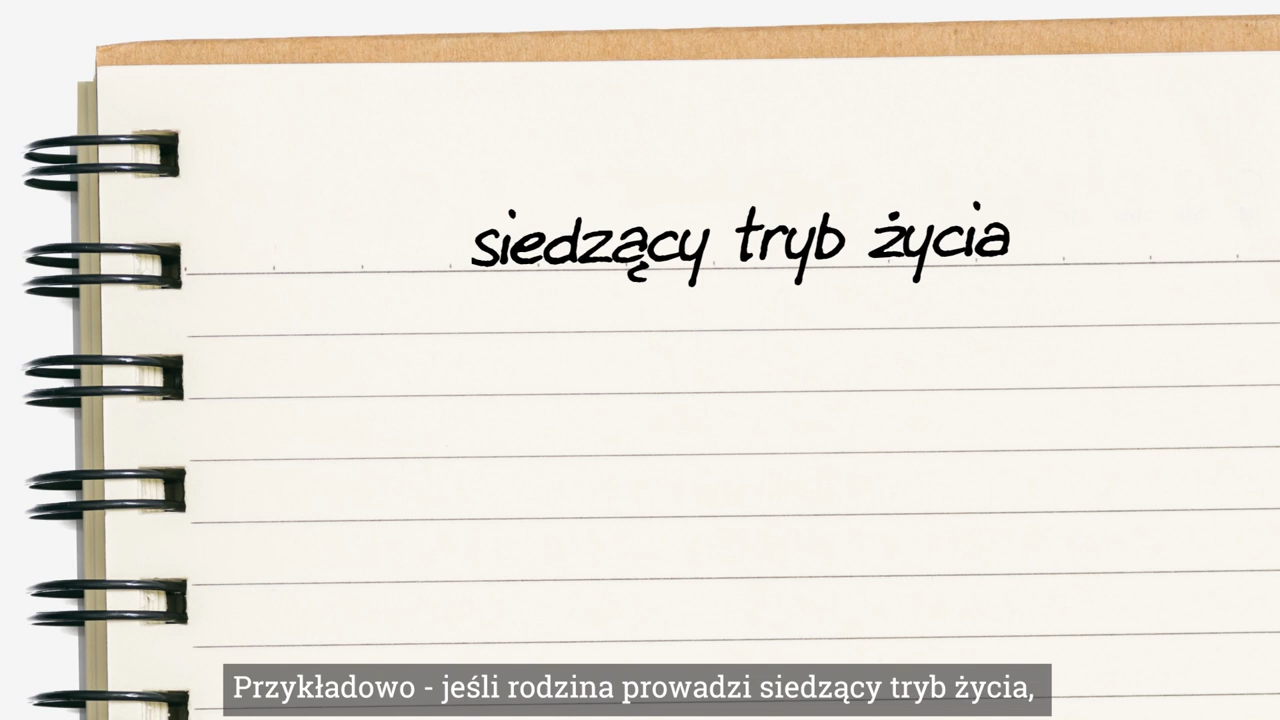 siedzący tryb życia
Przykładowo - jeśli rodzina prowadzi siedzący tryb życia,